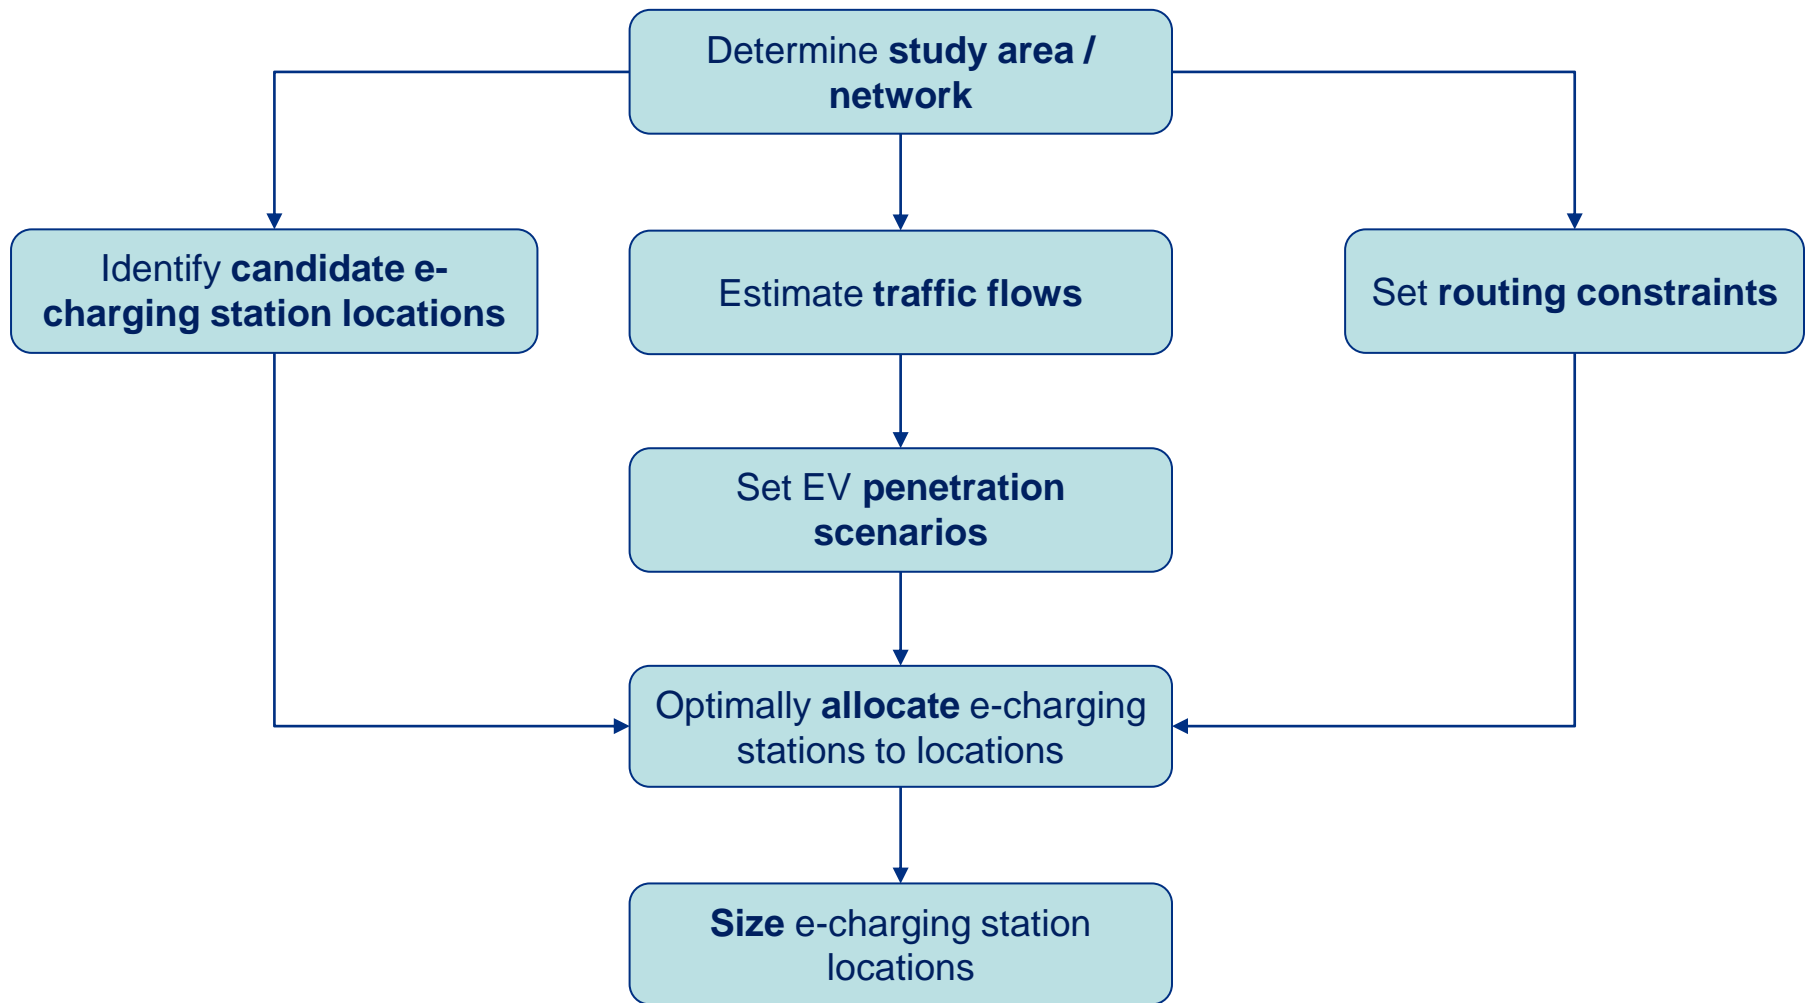 Determine study area /
network
Identify candidate e-
charging station locations
Estimate traffic flows
Set routing constraints
Set EV penetration
scenarios
Optimally allocate e-charging
stations to locations
Size e-charging station
locations